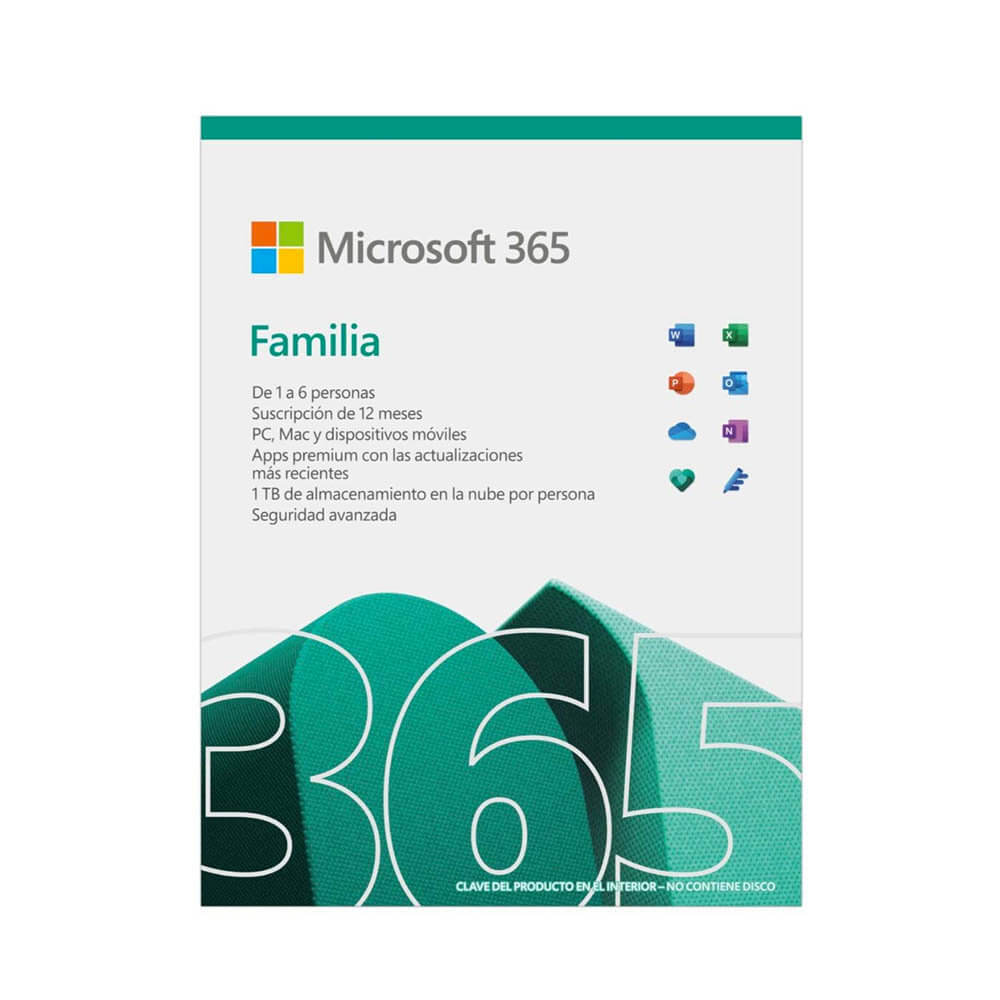 Microsoft 365
Familia
De 1 a 6 personas
Suscripción de 12 meses
PC, Mac y dispositivos móviles
Apps premium con las actualizaciones
más recientes
1 TB de almacenamiento en la nube por persona
Seguridad avanzada
W
X
P
O
N
365
CLAVE DEL PRODUCTO EN EL INTERIOR – NO CONTIENE DISCO